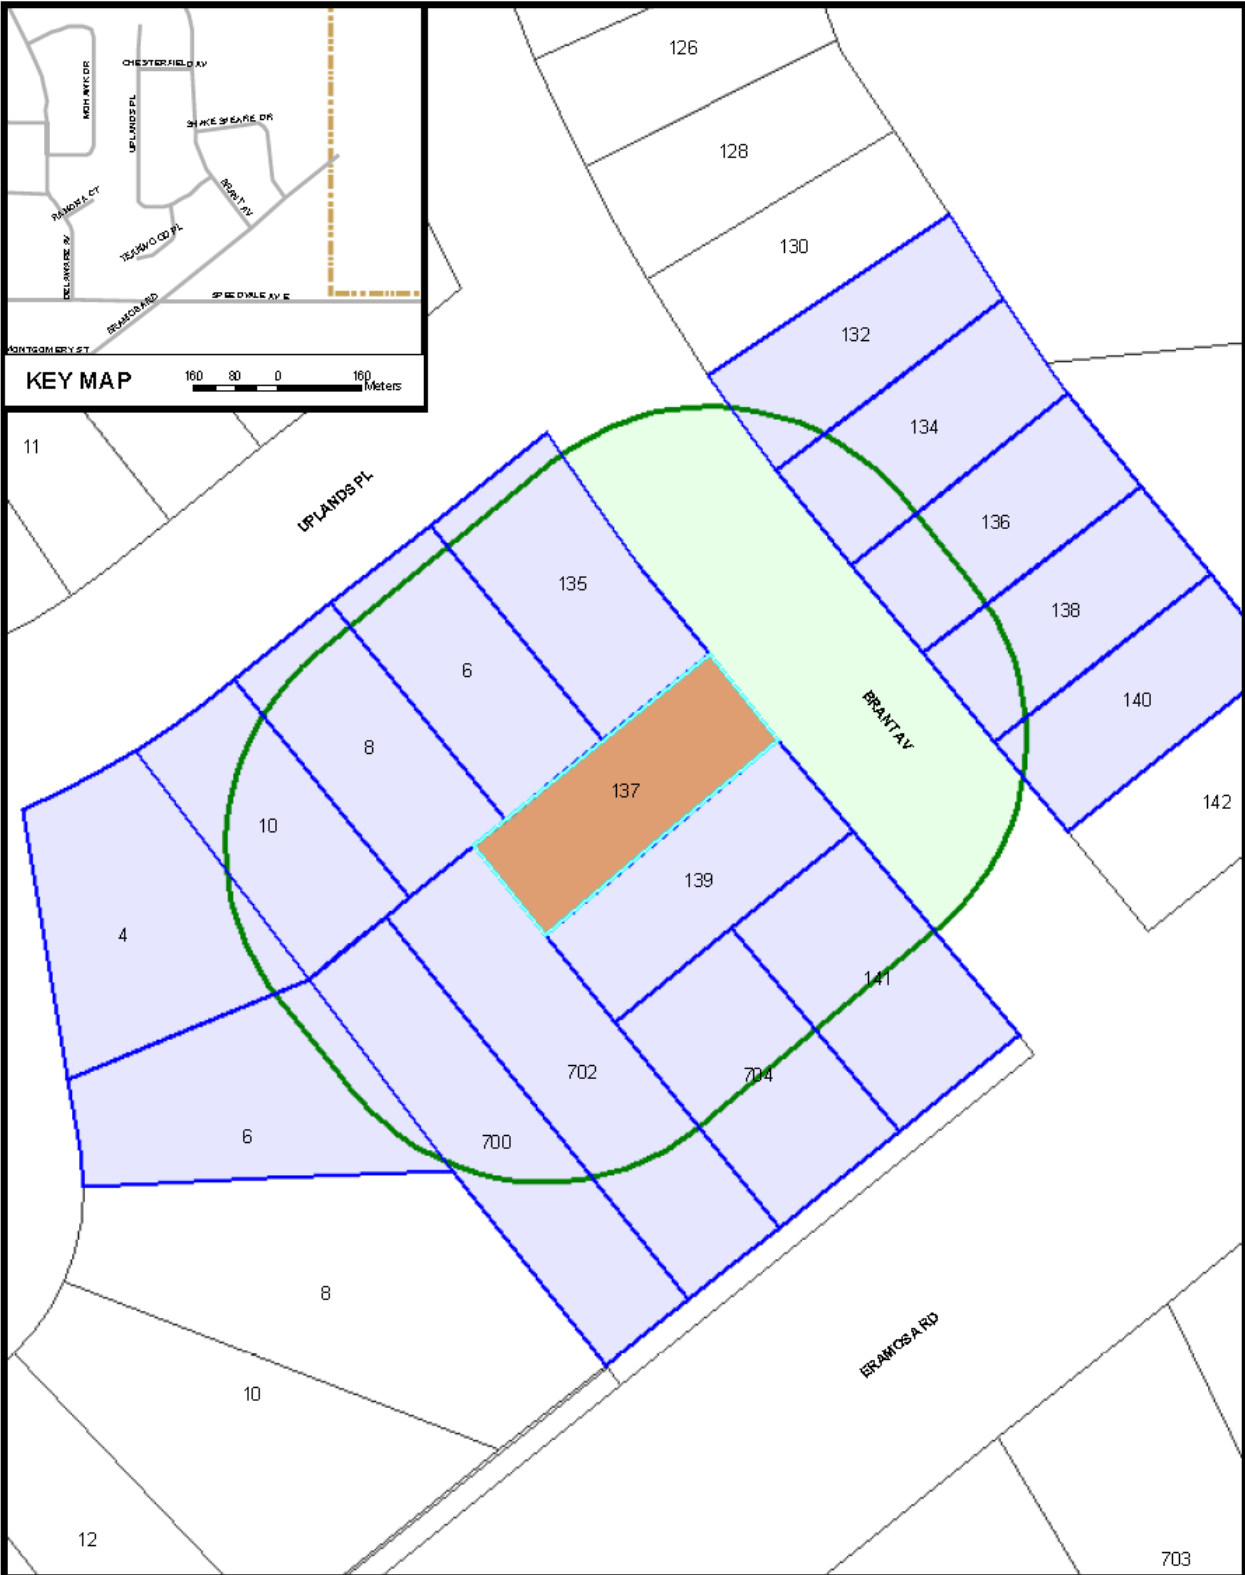 MOHAWK DR
CHESTERFIELD AV
UPLANDS PL
SHAKESPEARE DR
BRANT AV
RAMONA CT
DELAWARE AV
ERAMOSA RD
SPEEDVALE AV E
MONTGOMERY ST
KEY MAP
160 80 0 160
Meters
126
128
130
132
134
136
138
140
142
11
UPLANDS PL
135
6
8
10
4
137
BRANT AV
139
141
702
704
6
700
8
10
ERAMOSA RD
12
703